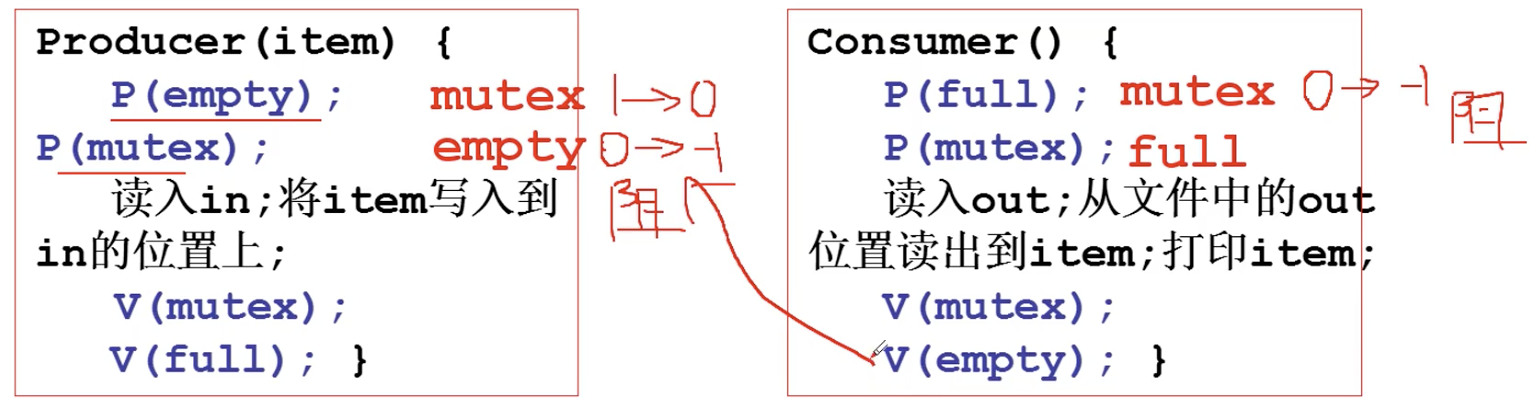 Producer(item) {
P(empty);
P(mutex);
读入in;将item写入到
in的位置上;
V(mutex);
V(full); }
mutex 1→0
empty 0→-1
阻
Consumer() {
P(full);
P(mutex);
读入out;从文件中的out
位置读出到item;打印item;
V(mutex);
V(empty); }
mutex 0→-1
阻
full